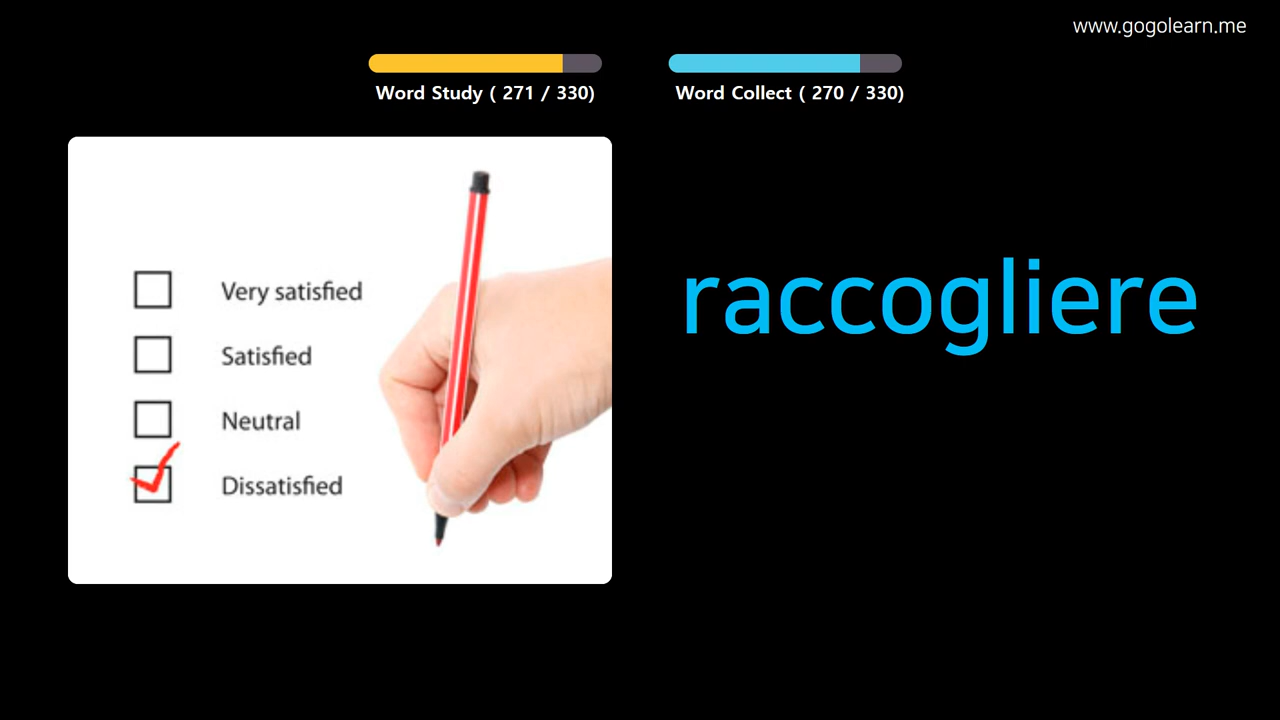 www.gogolearn.me
Word Study ( 271 / 330)
Word Collect ( 270 / 330)
Very satisfied
Satisfied
Neutral
Dissatisfied
raccogliere